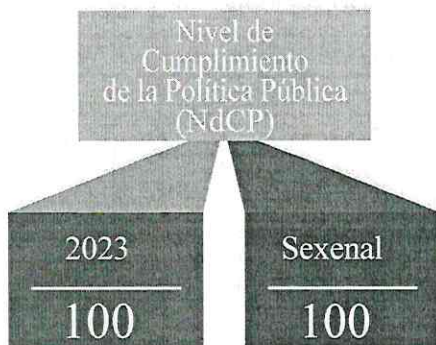 Nivel de
Cumplimiento
de la Política Pública
(NdCP)
2023
100
Sexenal
100